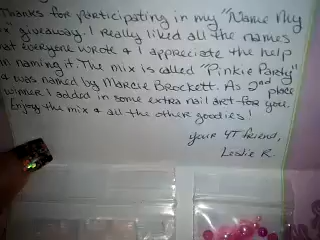 Thanks for participating in my "Name My
x" giveaway. I really liked all the names
everyone wrote & I appreciate the help
in naming it. The mix is called "Pinkie Party"
& was named by Marcie Brockett. As 2nd place
winner I added in some extra nail art for you.
Enjoy the mix & all the other goodies!
your YT friend,
Leslie R.